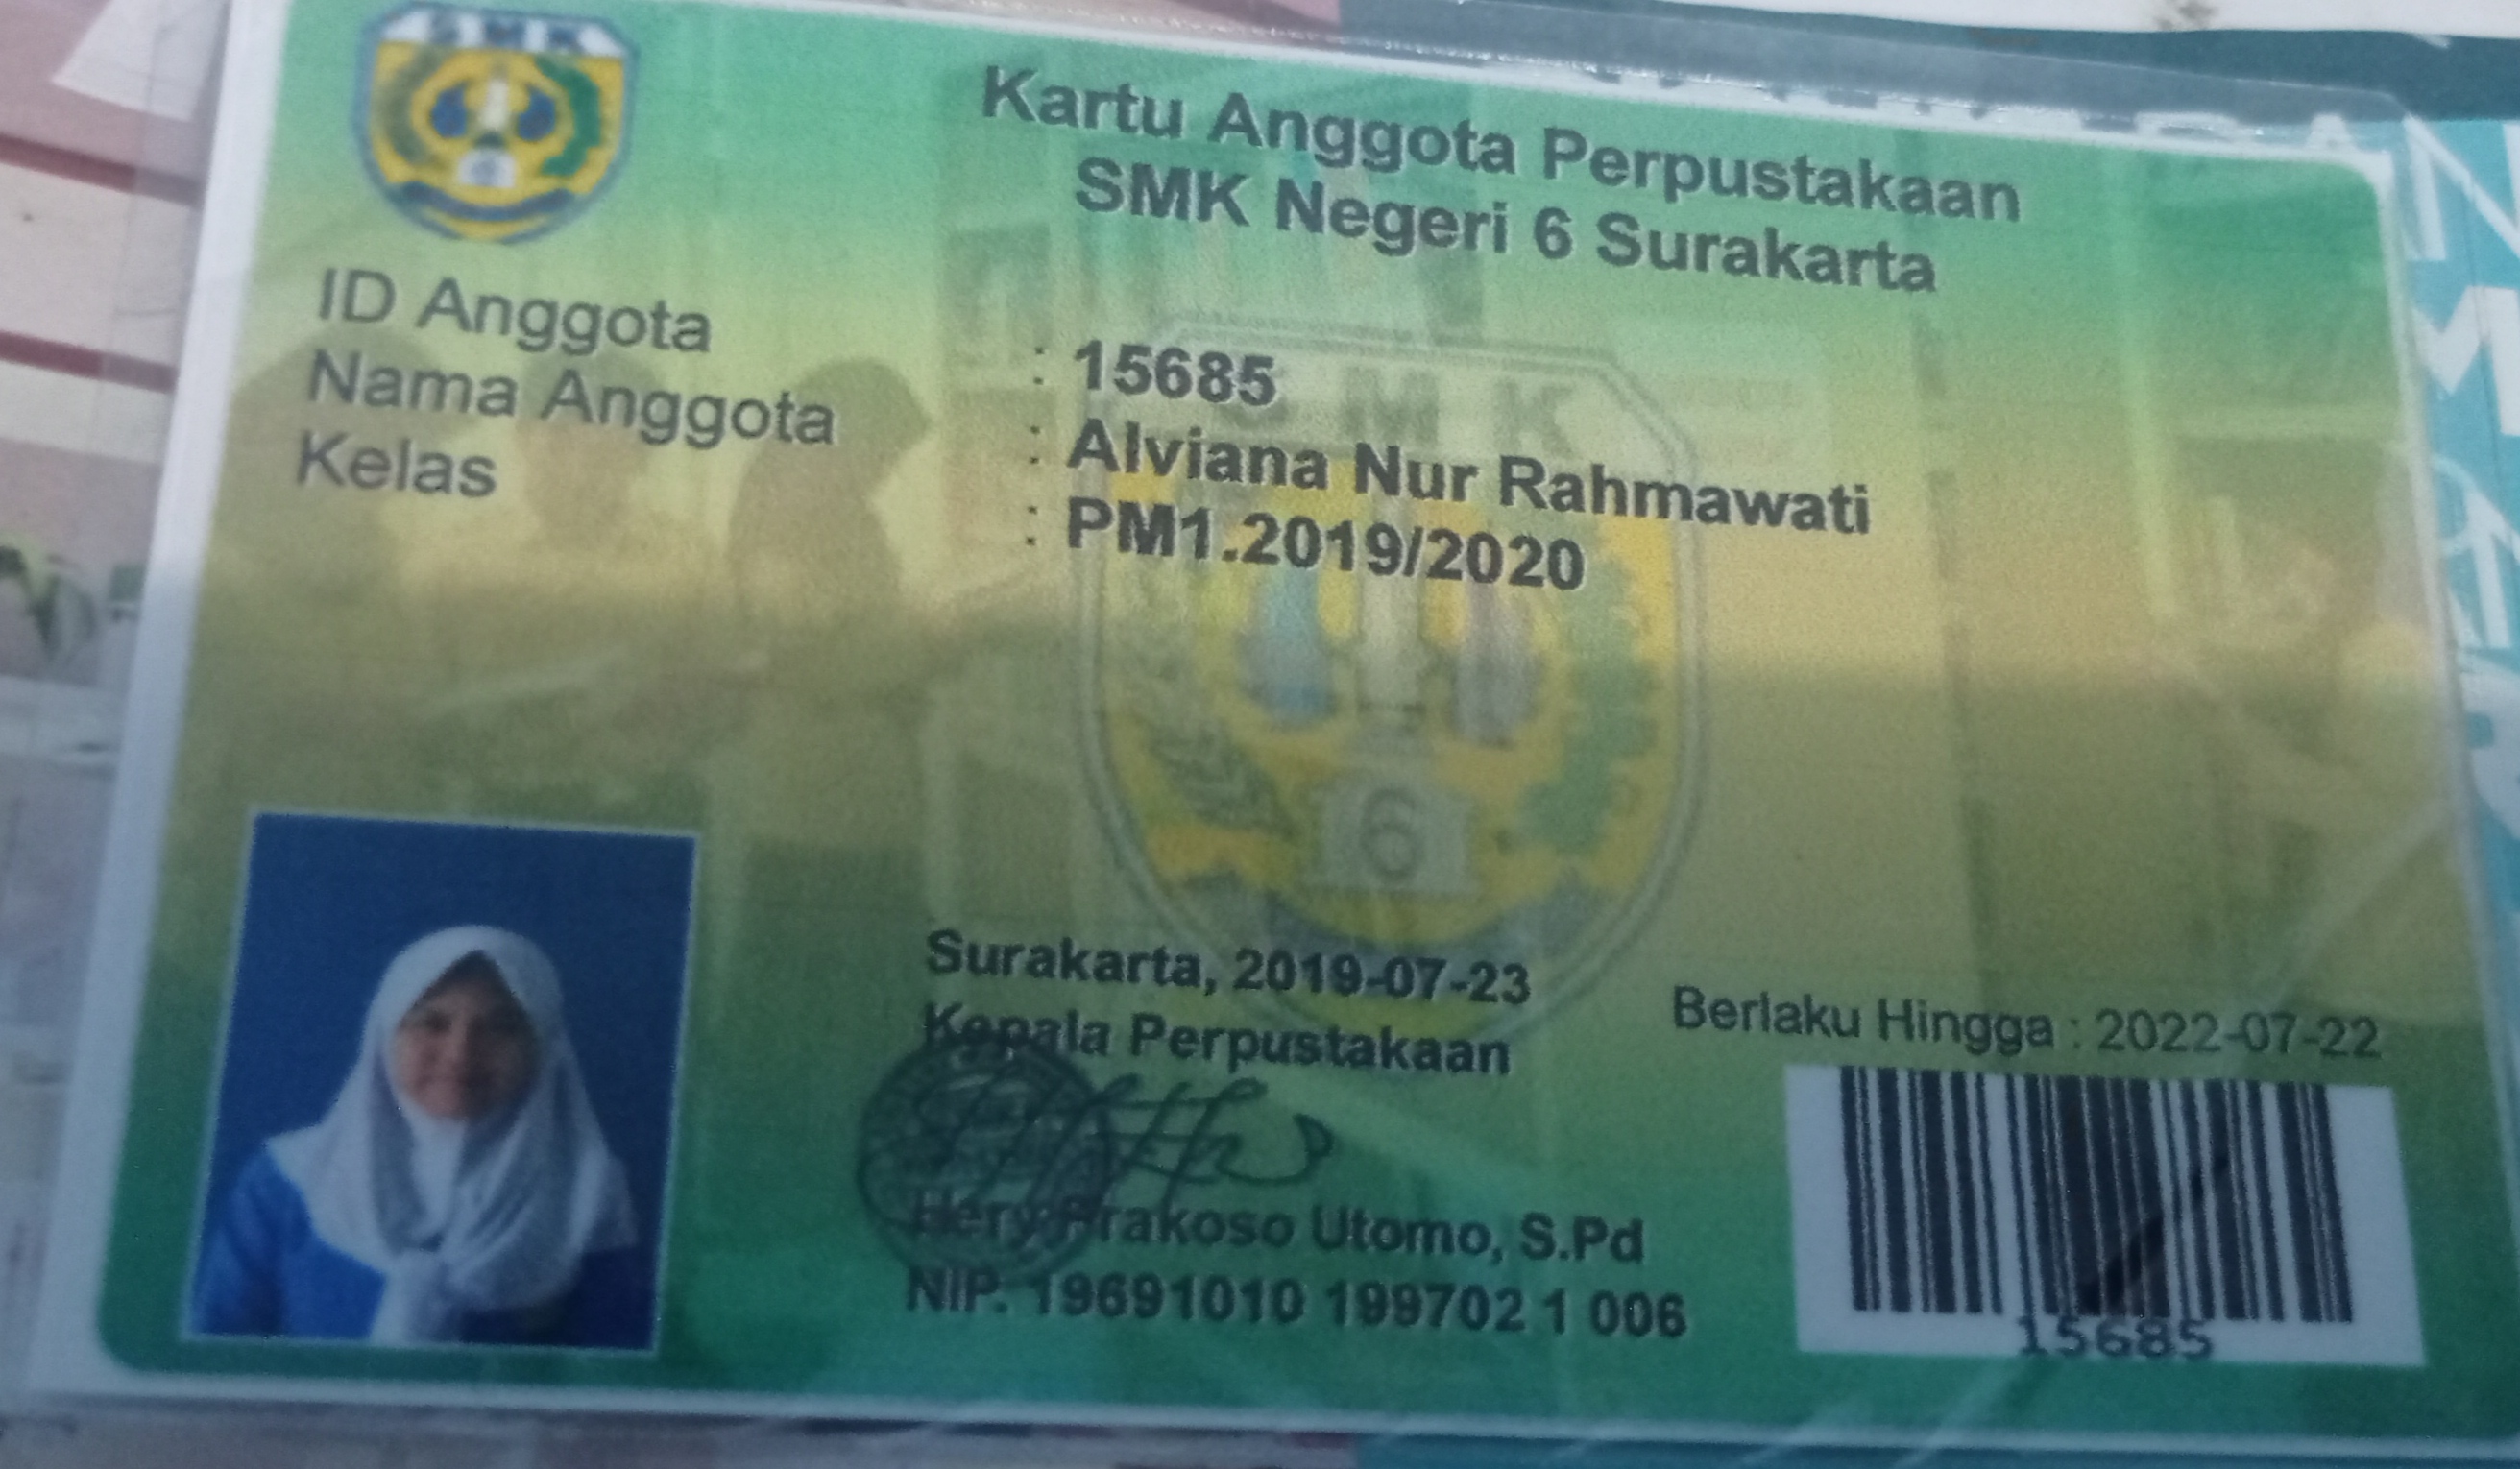 SMK
Kartu Anggota Perpustakaan
SMK Negeri 6 Surakarta
ID Anggota : 15685
Nama Anggota : Alviana Nur Rahmawati
Kelas : PM1.2019/2020
SMK
6
Surakarta, 2019-07-23
Kepala Perpustakaan
Berlaku Hingga : 2022-07-22
Hery Prakoso Utomo, S.Pd
NIP. 19691010 199702 1 006
15685